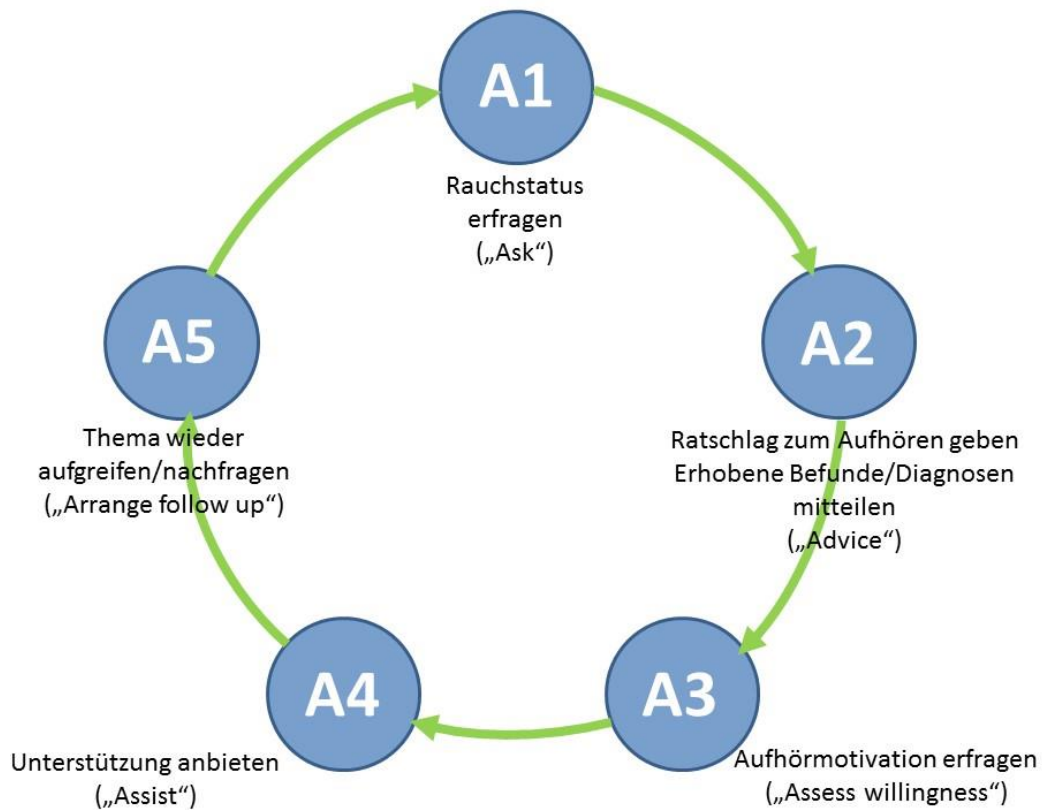 A1
Rauchstatus
erfragen
(„Ask“)
A2
Ratschlag zum Aufhören geben
Erhobene Befunde/Diagnosen
mitteilen
(„Advice“)
A3
Aufhörmotivation erfragen
(„Assess willingness“)
A4
Unterstützung anbieten
(„Assist“)
A5
Thema wieder
aufgreifen/nachfragen
(„Arrange follow up“)